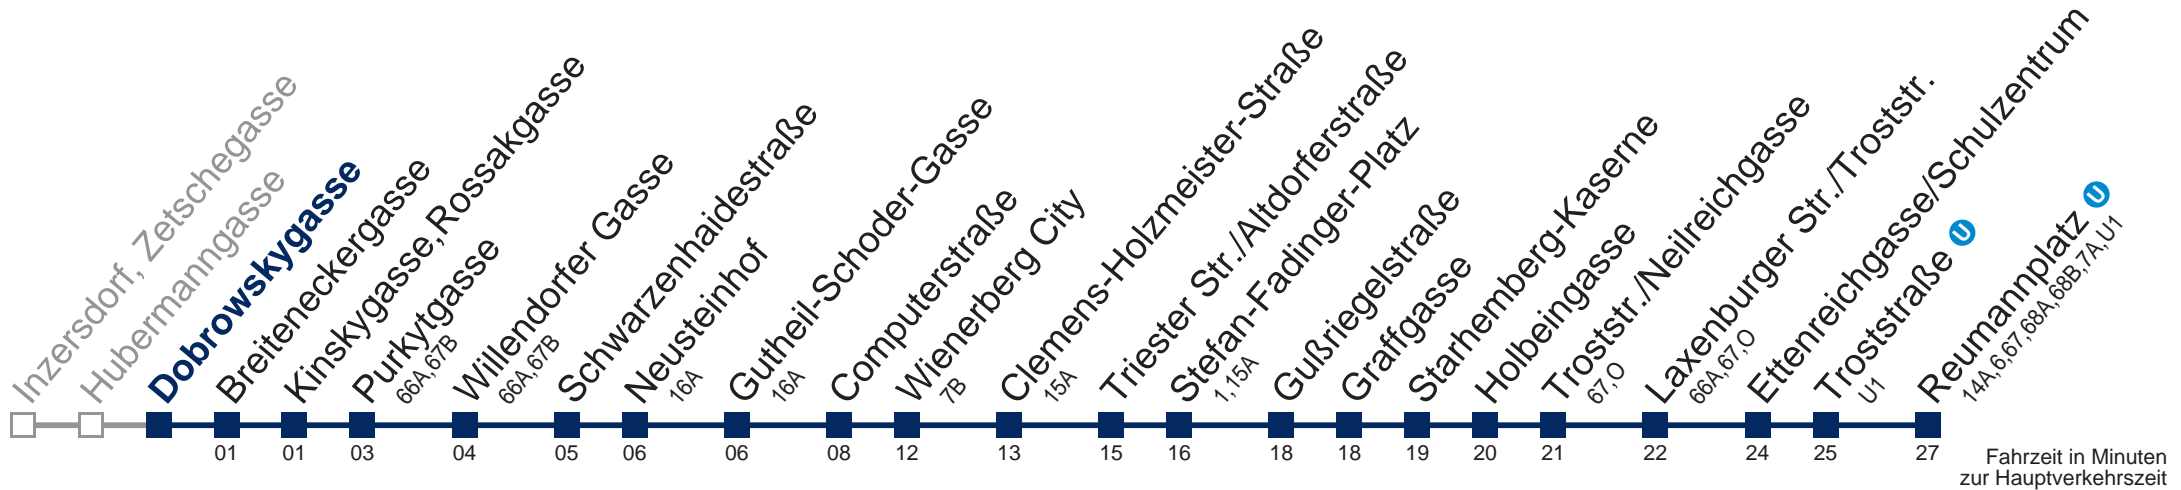 Inzersdorf, Zetschegasse
Hubermanngasse
Dobrowskygasse
Breiteneckergasse
01
Kinskygasse,Rossakgasse
01
Purkytgasse
66A,67B
03
Willendorfer Gasse
66A,67B
04
Schwarzenhaidestraße
05
Neusteinhof
16A
06
Gutheil-Schoder-Gasse
16A
06
Computerstraße
08
Wienerberg City
7B
12
Clemens-Holzmeister-Straße
15A
13
Triester Str./Altdorferstraße
15
Stefan-Fadinger-Platz
1,15A
16
Gußriegelstraße
18
Graffgasse
18
Starhemberg-Kaserne
19
Holbeingasse
20
Troststr./Neilreichgasse
67,O
21
Laxenburger Str./Troststr.
66A,67,O
22
Ettenreichgasse/Schulzentrum
24
Troststraße U
U1
25
Reumannplatz U
14A,6,67,68A,68B,7A,U1
27
Fahrzeit in Minuten
zur Hauptverkehrszeit